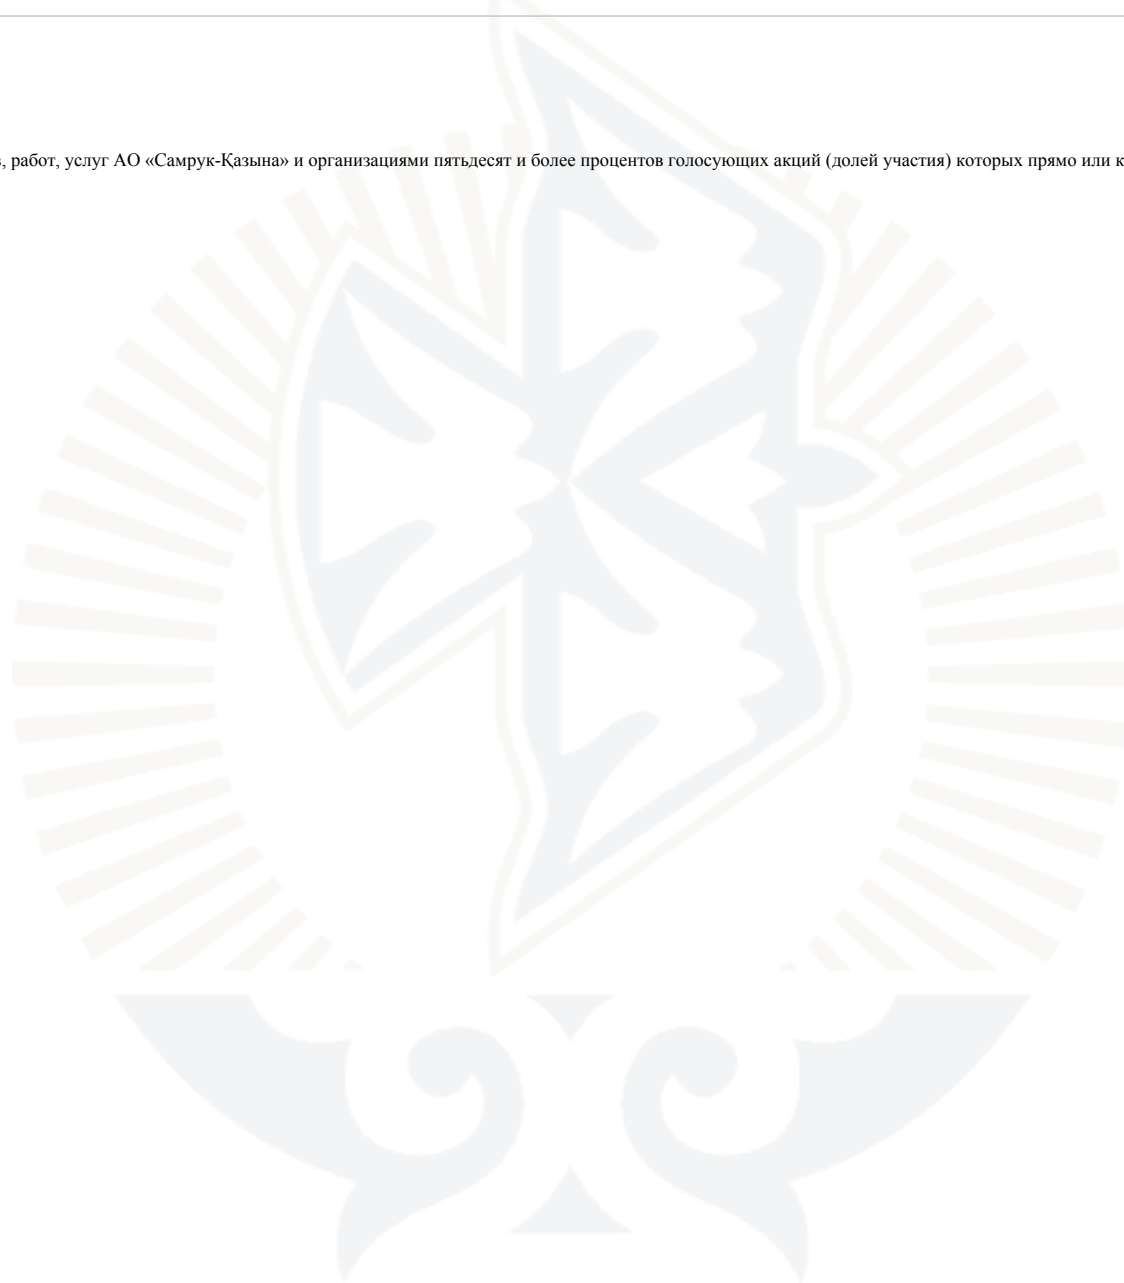 , работ, услуг АО «Самрук-Қазына» и организациями пятьдесят и более процентов голосующих акций (долей участия) которых прямо или к